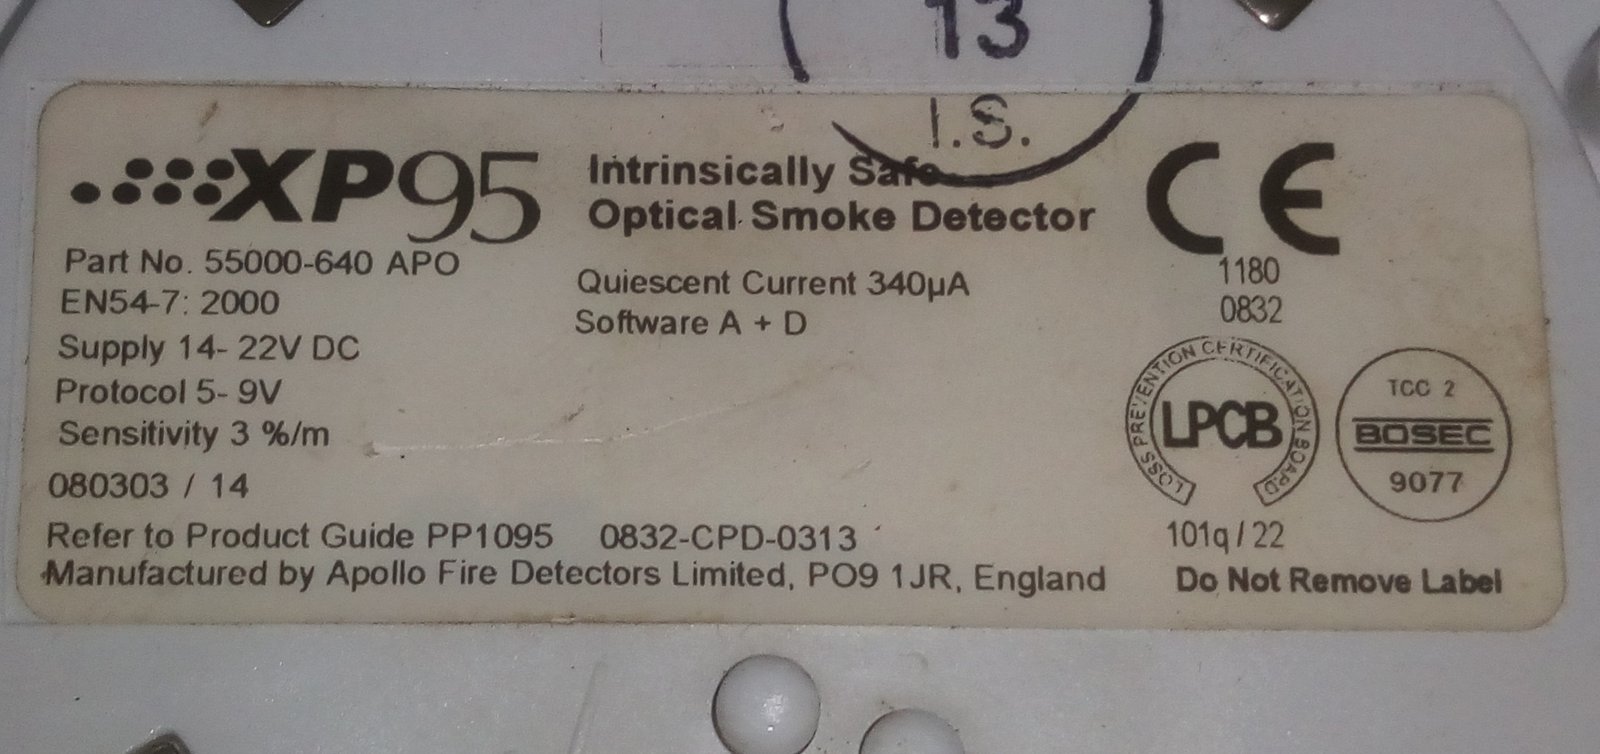 13
I.S.
XP95
Intrinsically Safe
Optical Smoke Detector
CE
Part No. 55000-640 APO
EN54-7: 2000
Supply 14- 22V DC
Protocol 5- 9V
Sensitivity 3 %/m
080303 / 14
Quiescent Current 340µA
Software A + D
1180
0832
LOSS PREVENTION CERTIFICATION BOARD
LPCB
TCC 2
BOSEC
9077
Refer to Product Guide PP1095 0832-CPD-0313
101q / 22
Manufactured by Apollo Fire Detectors Limited, PO9 1JR, England
Do Not Remove Label